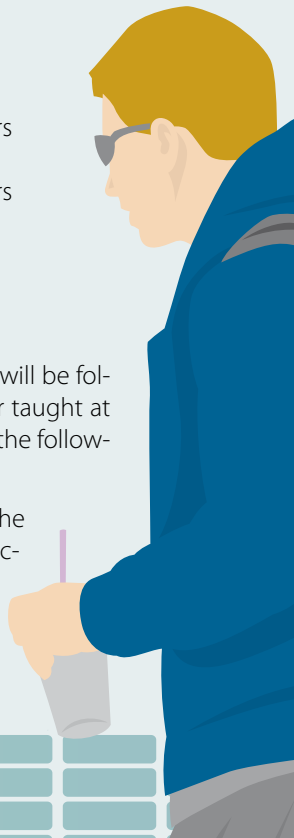 rs
rs
will be fol-
r taught at
the follow-
he
c-